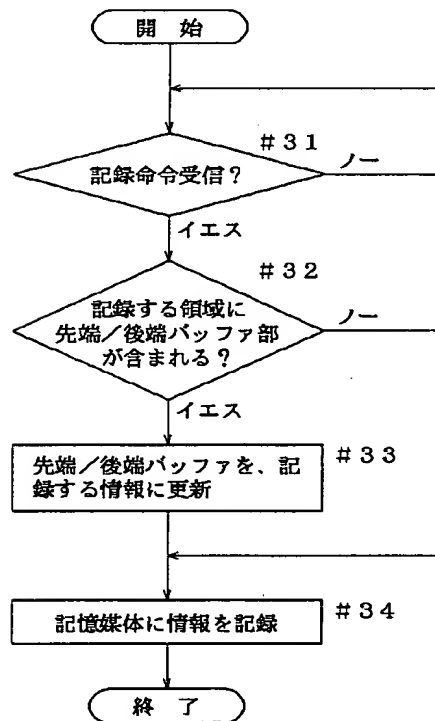 開 始
#31
記録命令受信?
ノー
イエス
#32
記録する領域に
先端/後端バッファ部
が含まれる?
ノー
イエス
#33
先端/後端バッファを、記
録する情報に更新
#34
記憶媒体に情報を記録
終 了